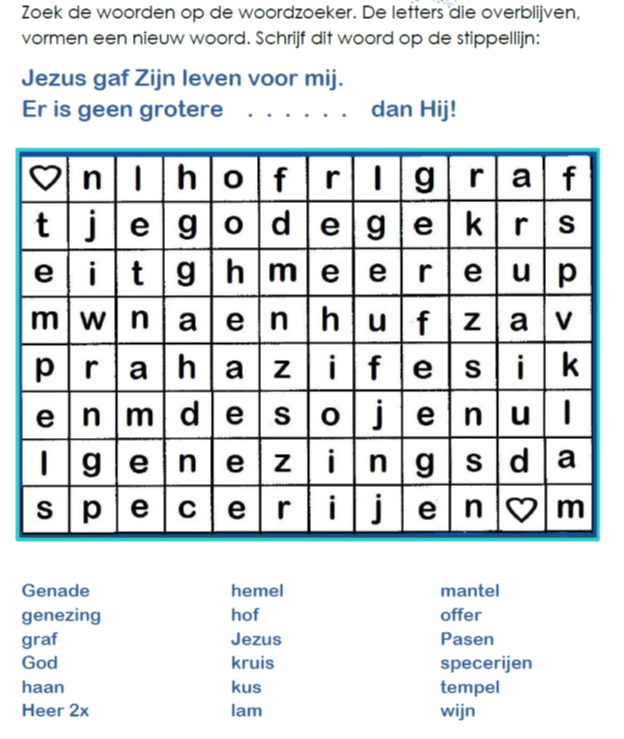 Zoek de woorden op de woordzoeker. De letters die overblijven,
vormen een nieuw woord. Schrijf dit woord op de stippellijn:
Jezus gaf Zijn leven voor mij.
Er is geen grotere . . . . . . dan Hij!
♡ n l h o f r l g r a f
t j e g o d e g e k r s
e i t g h m e e r e u p
m w n a e n h u f z a v
p r a h a z i f e s i k
e n m d e s o j e n u l
l g e n e z i n g s d a
s p e c e r i j e n ♡ m
Genade hemel mantel
genezing hof offer
graf Jezus Pasen
God kruis specerijen
haan kus tempel
Heer 2x lam wijn